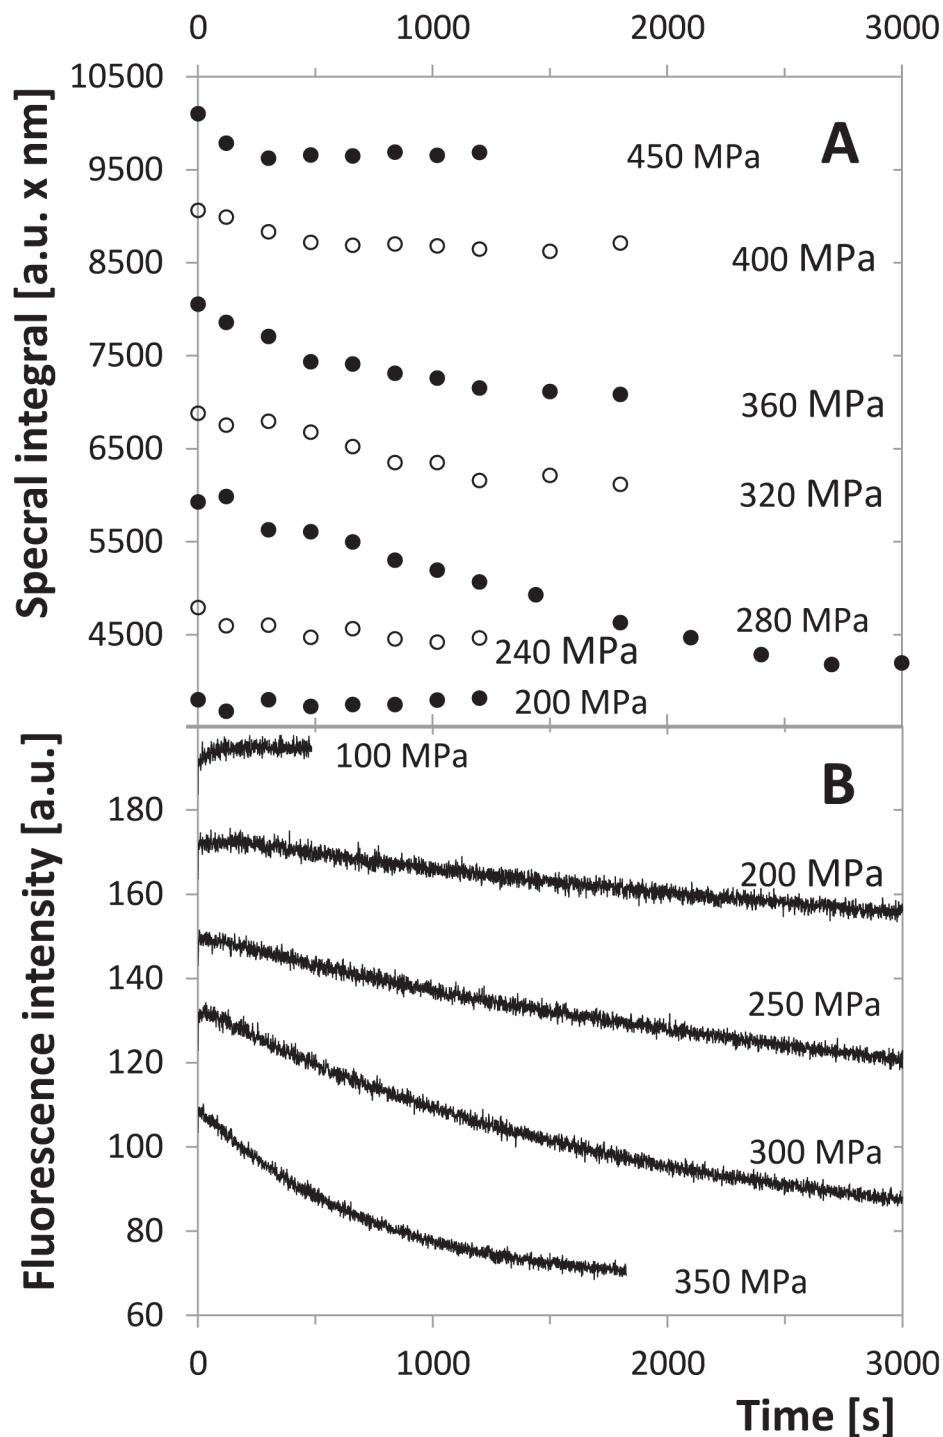 0 1000 2000 3000
10500
A
450 MPa
9500
400 MPa
8500
7500
360 MPa
6500
320 MPa
5500
280 MPa
4500
240 MPa
200 MPa
Specral integral [a.u. x nm]
100 MPa
B
180
200 MPa
160
140
250 MPa
120
300 MPa
100
80
350 MPa
60
Fluorescence intensity [a.u.]
0 1000 2000 3000
Time [s]